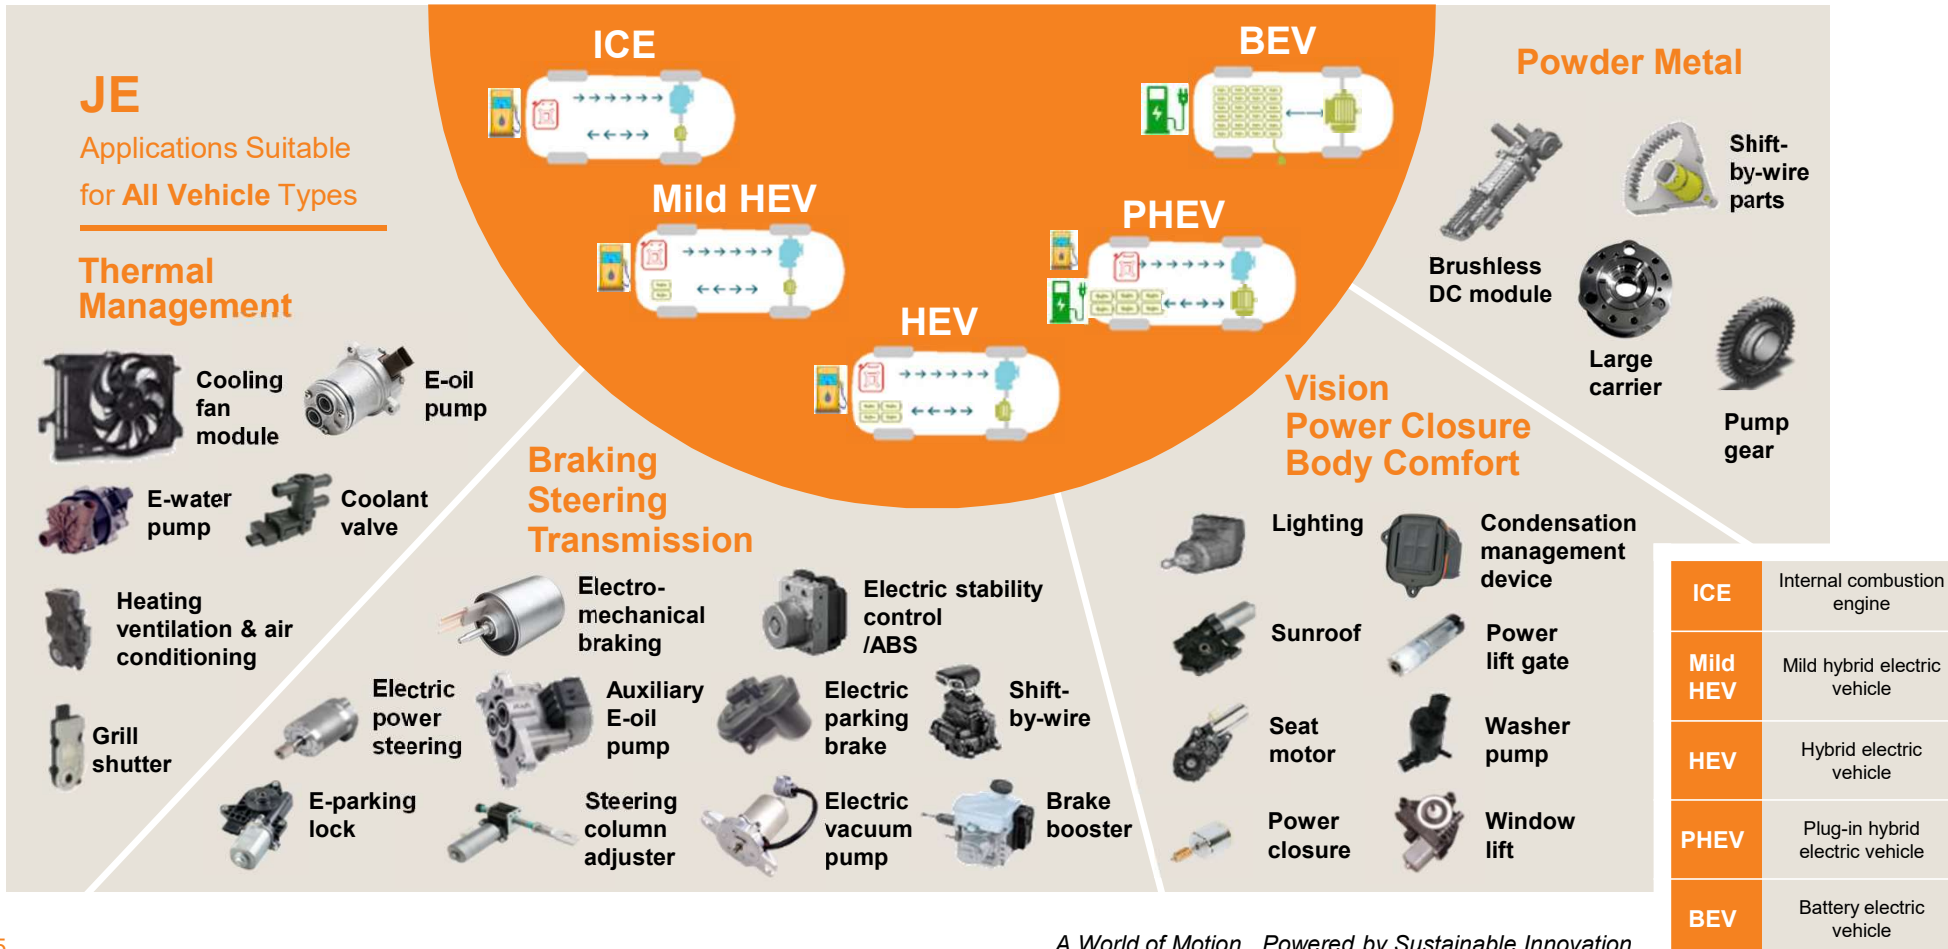 JE
Applications Suitable
for All Vehicle Types
ICE
BEV
Mild HEV
PHEV
HEV
Thermal
Management
Cooling
fan
module
E-oil
pump
E-water
pump
Coolant
valve
Heating
ventilation & air
conditioning
Grill
shutter
Braking
Steering
Transmission
Electro-
mechanical
braking
Electric stability
control
/ABS
Electric
power
steering
Auxiliary
E-oil
pump
Electric
parking
brake
Shift-
by-wire
E-parking
lock
Steering
column
adjuster
Electric
vacuum
pump
Brake
booster
Vision
Power Closure
Body Comfort
Lighting
Condensation
management
device
Sunroof
Power
lift gate
Seat
motor
Washer
pump
Power
closure
Window
lift
Powder Metal
Shift-
by-wire
parts
Brushless
DC module
Large
carrier
Pump
gear
ICE
Internal combustion
engine
Mild
HEV
Mild hybrid electric
vehicle
HEV
Hybrid electric
vehicle
PHEV
Plug-in hybrid
electric vehicle
BEV
Battery electric
vehicle
A World of Motion Powered by Sustainable Innovation